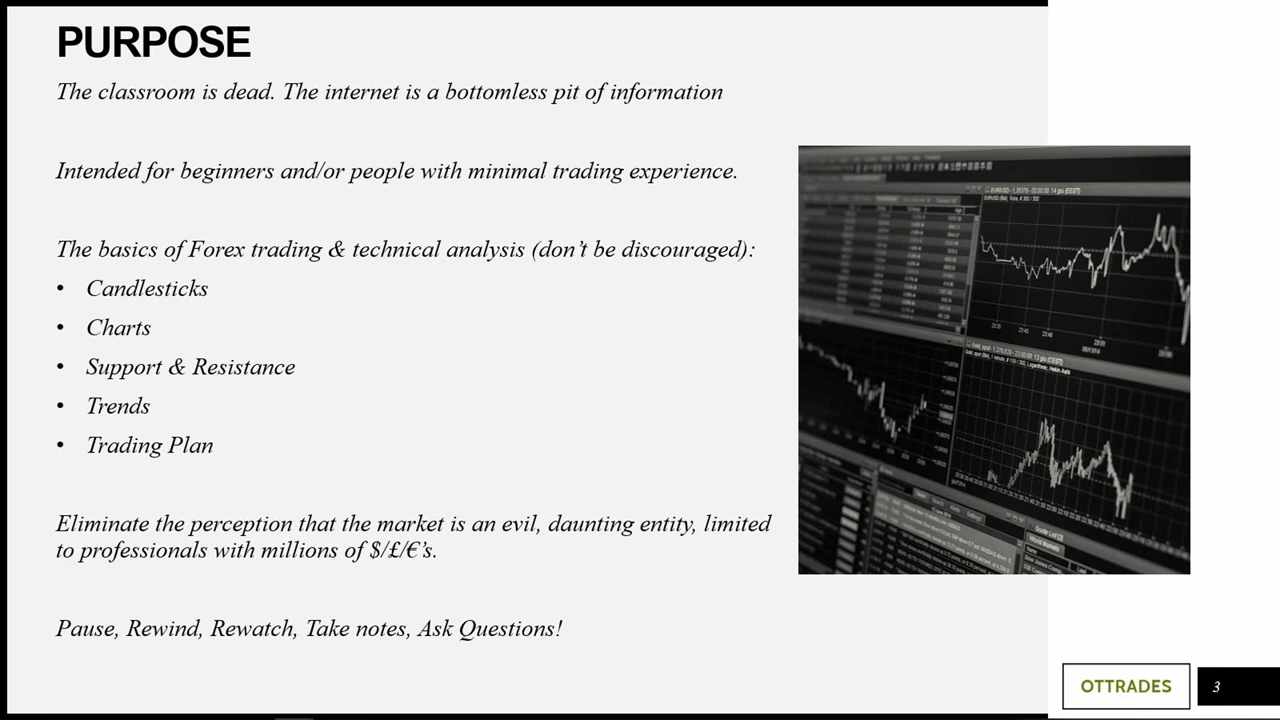 PURPOSE
The classroom is dead. The internet is a bottomless pit of information
Intended for beginners and/or people with minimal trading experience.
The basics of Forex trading & technical analysis (don’t be discouraged):
• Candlesticks
• Charts
• Support & Resistance
• Trends
• Trading Plan
Eliminate the perception that the market is an evil, daunting entity, limited
to professionals with millions of $/£/€’s.
Pause, Rewind, Rewatch, Take notes, Ask Questions!
OTTRADES
3